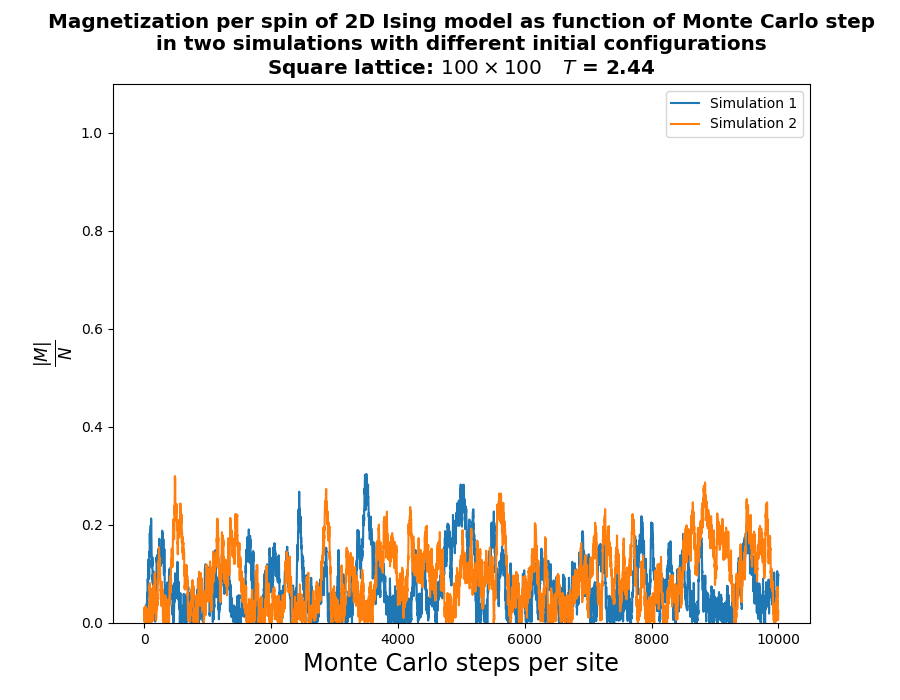 Magnetization per spin of 2D Ising model as function of Monte Carlo step
in two simulations with different initial configurations
Square lattice: 100 × 100 T = 2.44
Simulation 1
Simulation 2
1.0
0.8
0.6
0.4
0.2
0.0
|M|
N
0 2000 4000 6000 8000 10000
Monte Carlo steps per site